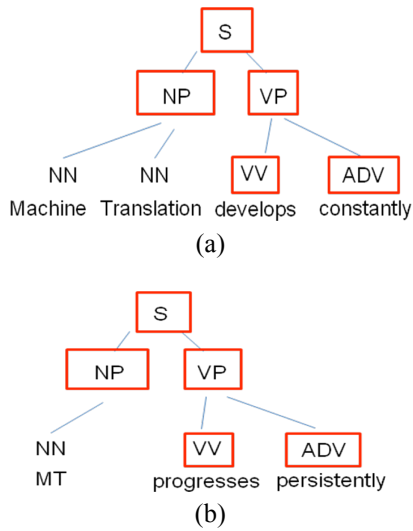 S
NP VP
NN NN VV ADV
Machine Translation develops constantly
(a)
S
NP VP
NN VV ADV
MT progresses persistently
(b)